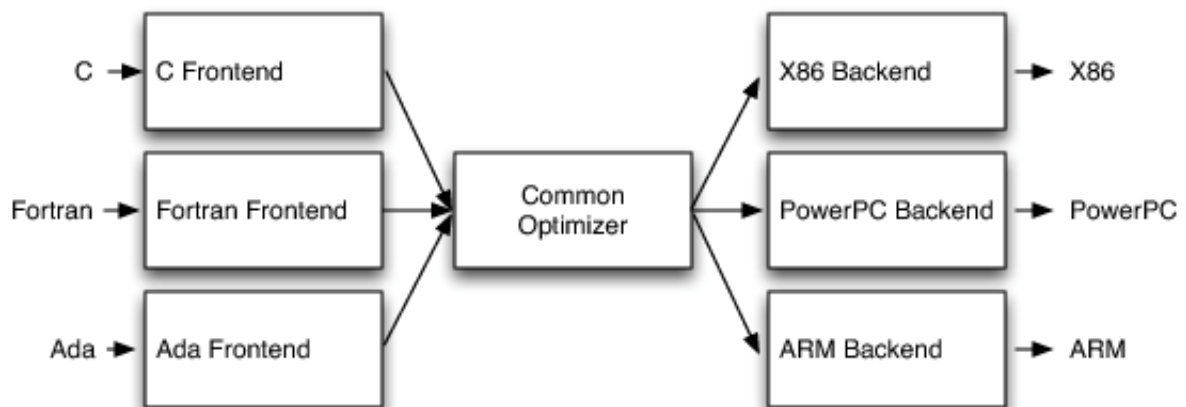 C
C Frontend
X86 Backend
X86
Fortran
Fortran Frontend
Common
Optimizer
PowerPC Backend
PowerPC
Ada
Ada Frontend
ARM Backend
ARM